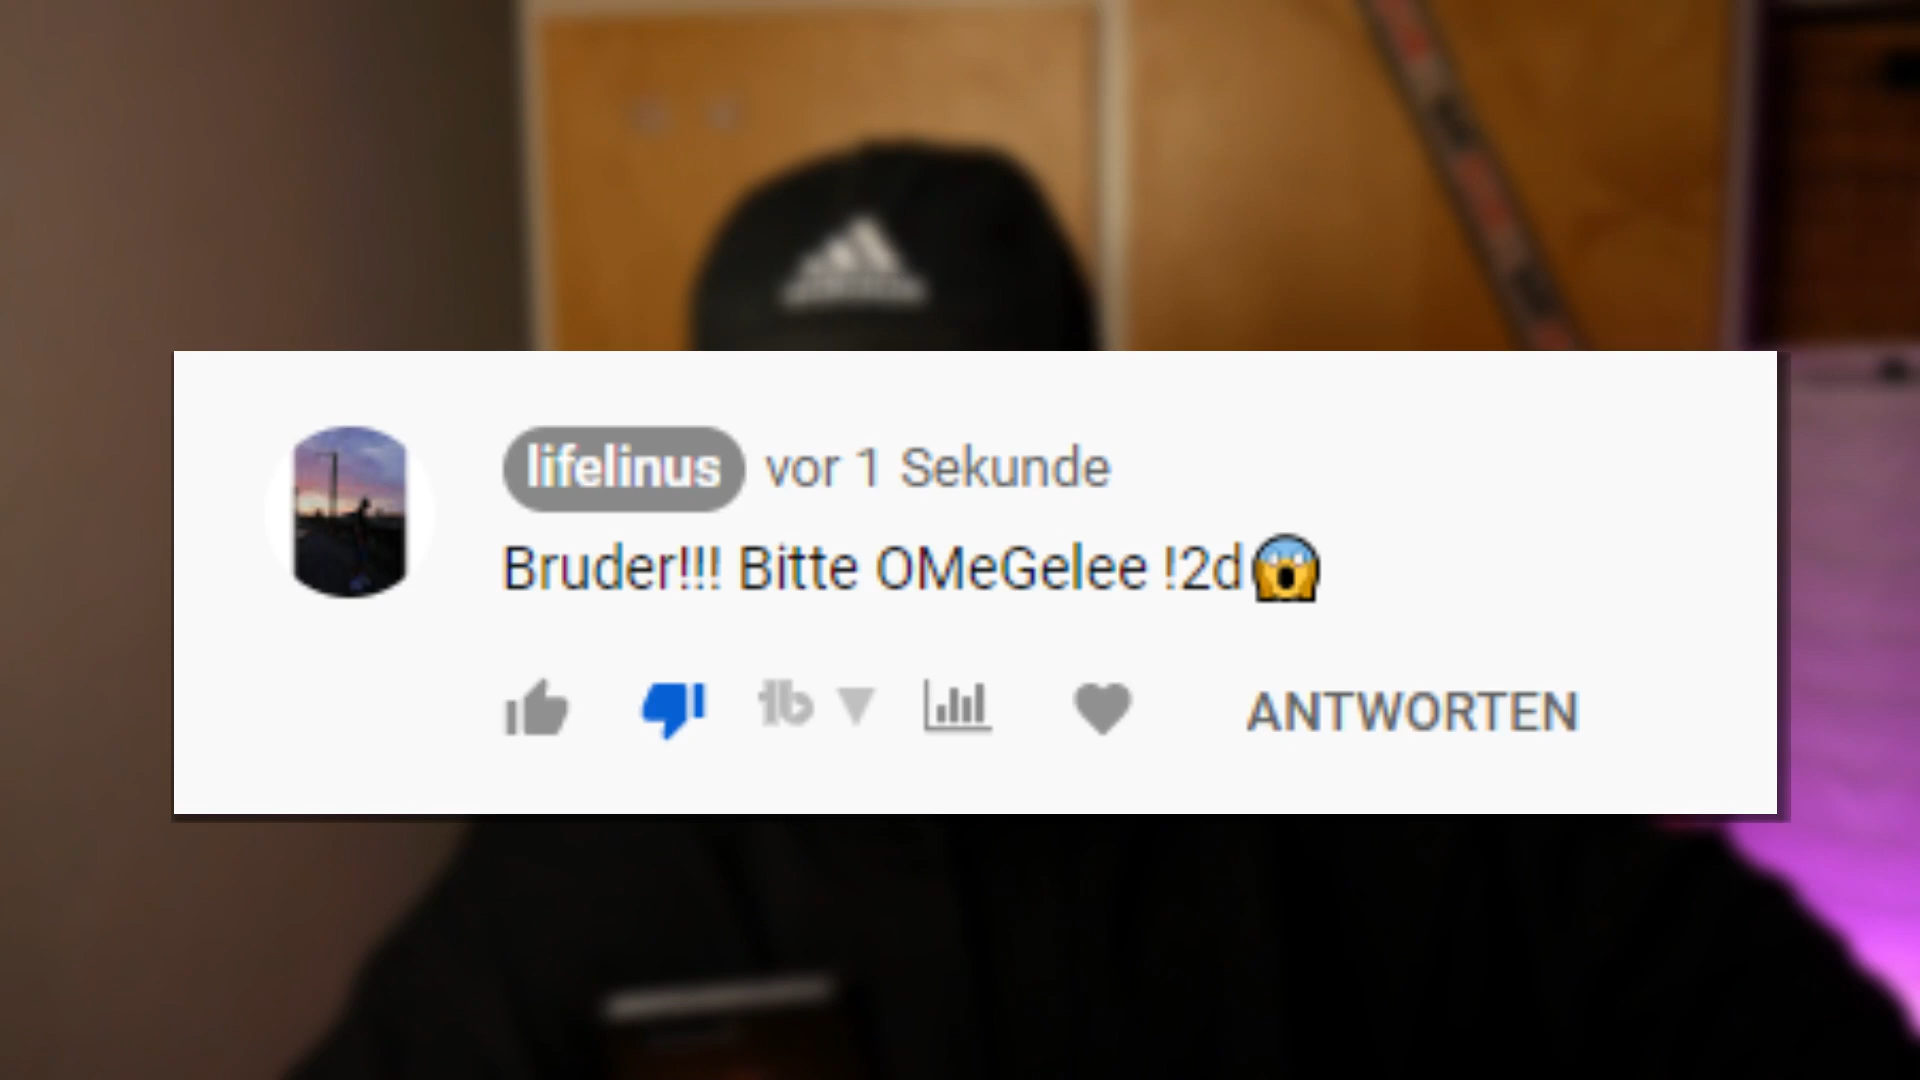 lifelinus vor 1 Sekunde
Bruder!!! Bitte OMeGelee !2d😱
ANTWORTEN